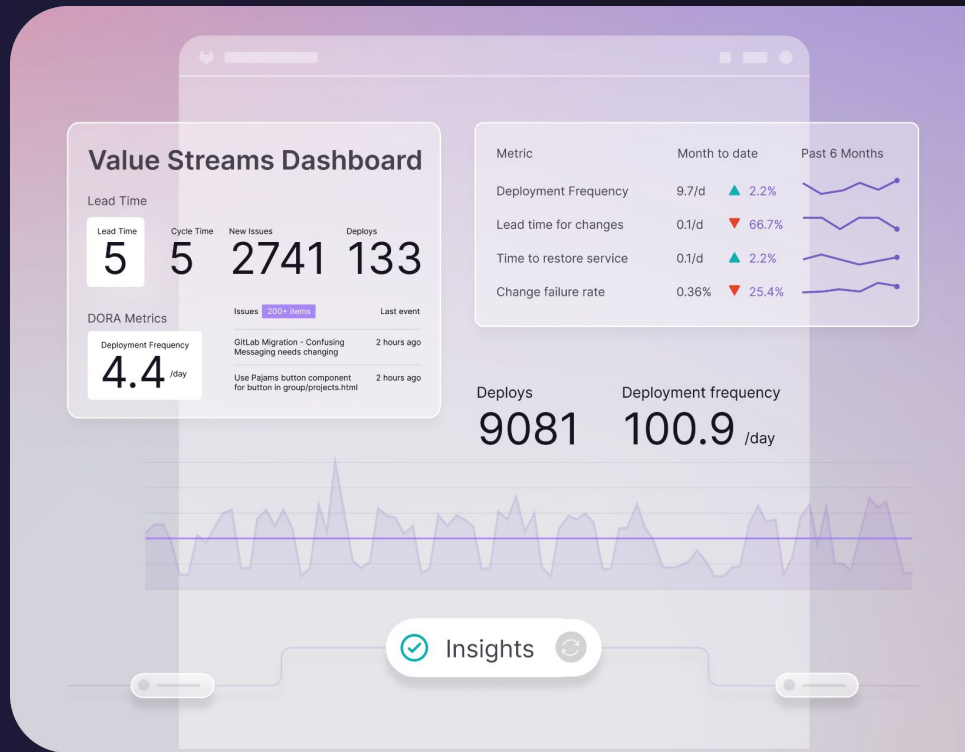 Value Streams Dashboard
Lead Time
Lead Time Cycle Time New Issues Deploys
5 5 2741 133
DORA Metrics
Deployment Frequency
4.4 /day
Issues 200+ items Last event
GitLab Migration - Confusing 2 hours ago
Messaging needs changing
Use Pajams button component 2 hours ago
for button in group/projects.html
Metric Month to date Past 6 Months
Deployment Frequency 9.7/d 2.2%
Lead time for changes 0.1/d 66.7%
Time to restore service 0.1/d 2.2%
Change failure rate 0.36% 25.4%
Deploys Deployment frequency
9081 100.9 /day
Insights